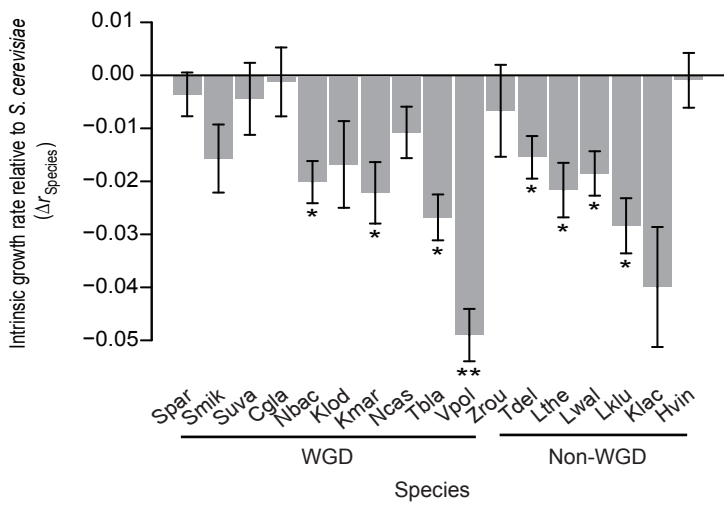 Intrinsic growth rate relative to S. cerevisiae
(Δr_Species)
0.01
0.00
−0.01
−0.02
−0.03
−0.04
−0.05
*
*
*
**
*
*
*
*
Spar
Smik
Suva
Cgla
Nbac
Klod
Kmar
Ncas
Tbla
Vpol
Zrou
Tdel
Lthe
Lwal
Lklu
Klac
Hvin
WGD
Non-WGD
Species